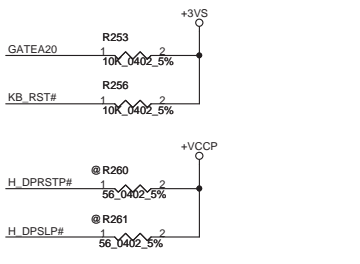 +3VS
R253
GATEA20 1 2
10K_0402_5%
R256
KB_RST# 1 2
10K_0402_5%
+VCCP
@ R260
H_DPRSTP# 1 2
56_0402_5%
@ R261
H_DPSLP# 1 2
56_0402_5%